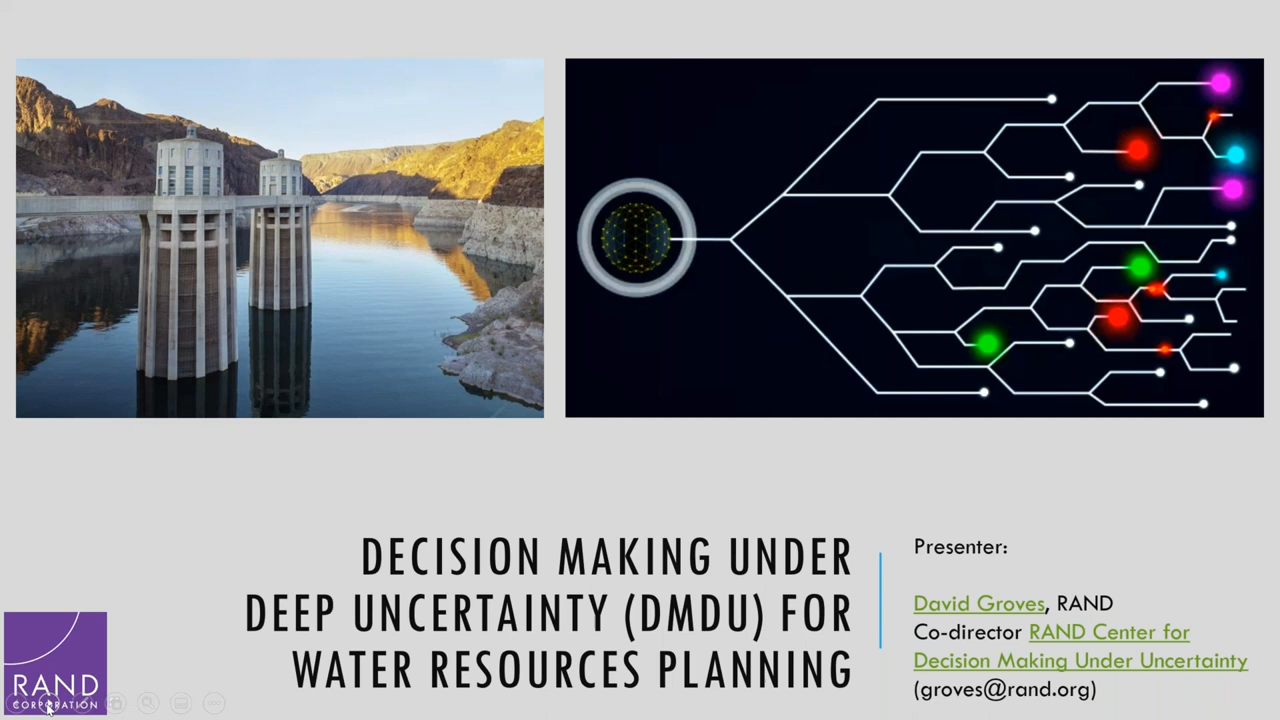 DECISION MAKING UNDER
DEEP UNCERTAINTY (DMDU) FOR
WATER RESOURCES PLANNING
Presenter:
David Groves, RAND
Co-director RAND Center for
Decision Making Under Uncertainty
(groves@rand.org)
RAND
CORPORATION